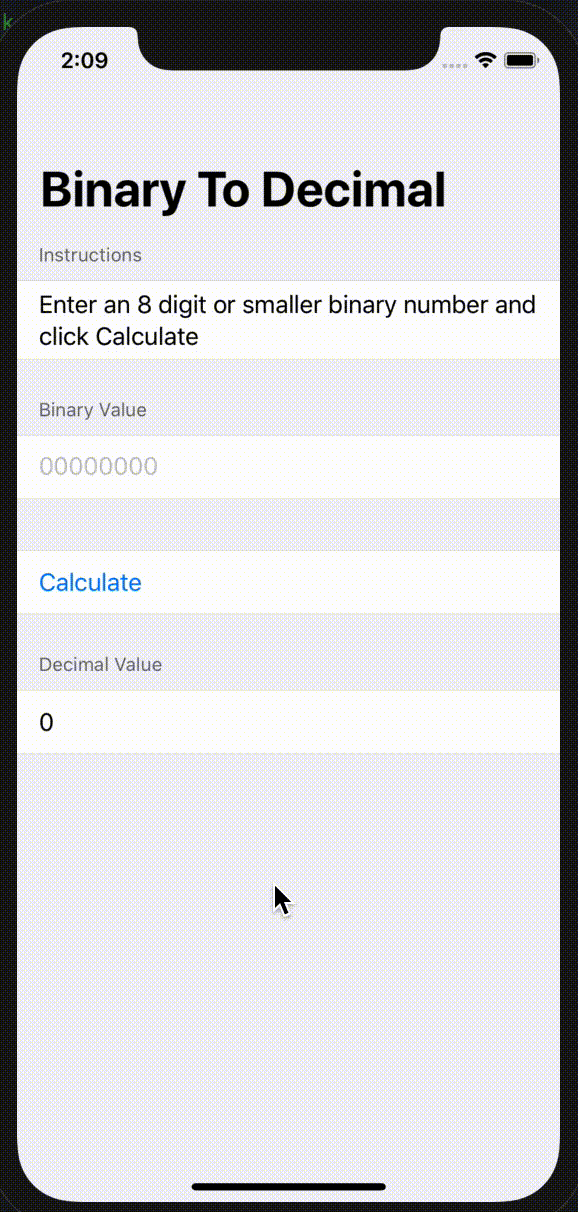 k
2:09
Binary To Decimal
Instructions
Enter an 8 digit or smaller binary number and
click Calculate
Binary Value
00000000
Calculate
Decimal Value
0